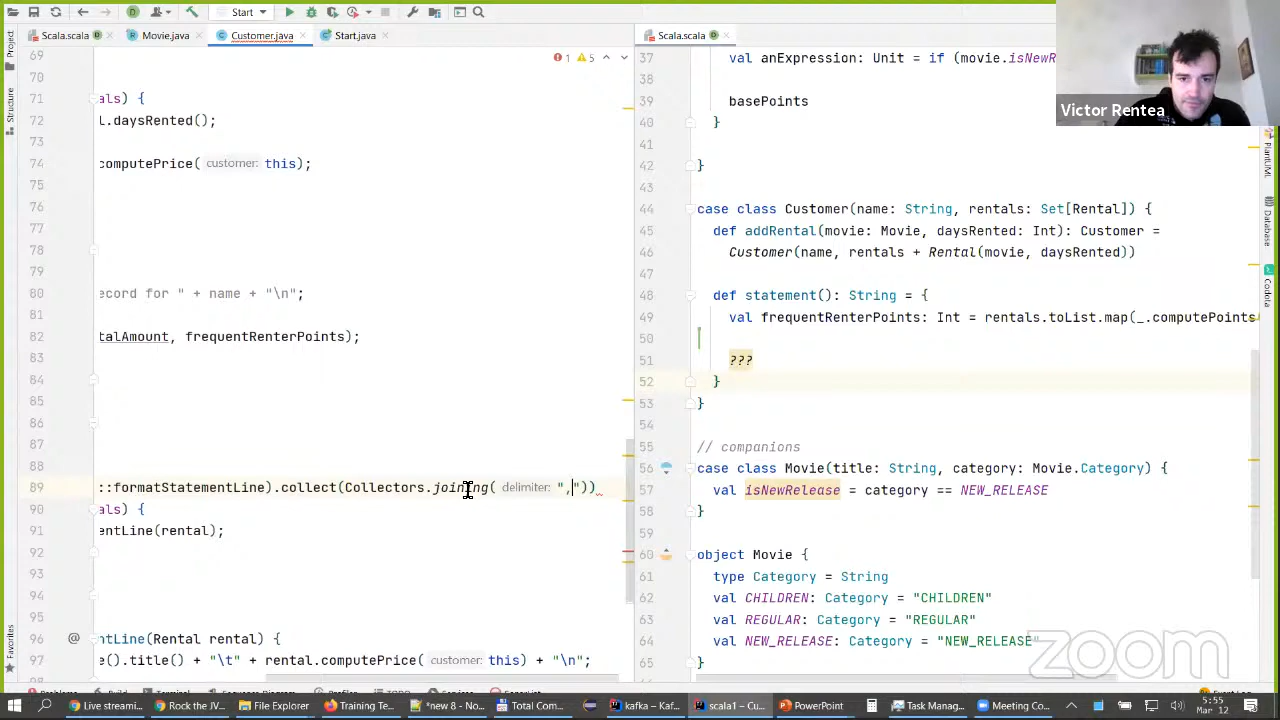 Start
Scala.scala
Movie.java
Customer.java
Start.java
Scala.scala
Project
Structure
Favorites
69
70
71 als) {
72 l.daysRented();
73
74 computePrice( customer: this);
75
76
77
78
79
80 ecord for " + name + "\n";
81
82 talAmount, frequentRenterPoints);
83
84
85
86
87
88
89 ::formatStatementLine).collect(Collectors.joining( delimiter: ","))
90 als) {
91 entLine(rental);
92
93
94
95
96 @ ntLine(Rental rental) {
97 e().title() + "\t" + rental.computePrice( customer: this) + "\n";
1 5
37 val anExpression: Unit = if (movie.isNewR
38
39 basePoints
40 }
41
42 }
43
44 case class Customer(name: String, rentals: Set[Rental]) {
45 def addRental(movie: Movie, daysRented: Int): Customer =
46 Customer(name, rentals + Rental(movie, daysRented))
47
48 def statement(): String = {
49 val frequentRenterPoints: Int = rentals.toList.map(_.computePoints
50
51 ???
52 }
53 }
54
55 // companions
56 case class Movie(title: String, category: Movie.Category) {
57 val isNewRelease = category == NEW_RELEASE
58 }
59
60 object Movie {
61 type Category = String
62 val CHILDREN: Category = "CHILDREN"
63 val REGULAR: Category = "REGULAR"
64 val NEW_RELEASE: Category = "NEW_RELEASE"
65 }
Victor Rentea
PlantUML
Database
Codota
zoom
Live streami...
Rock the JV...
File Explorer
Training Te...
*new 8 - No...
Total Com...
kafka – Kaf...
scala1 – Cu...
PowerPoint
Task Manag...
Meeting Co...
5:55
Mar 12